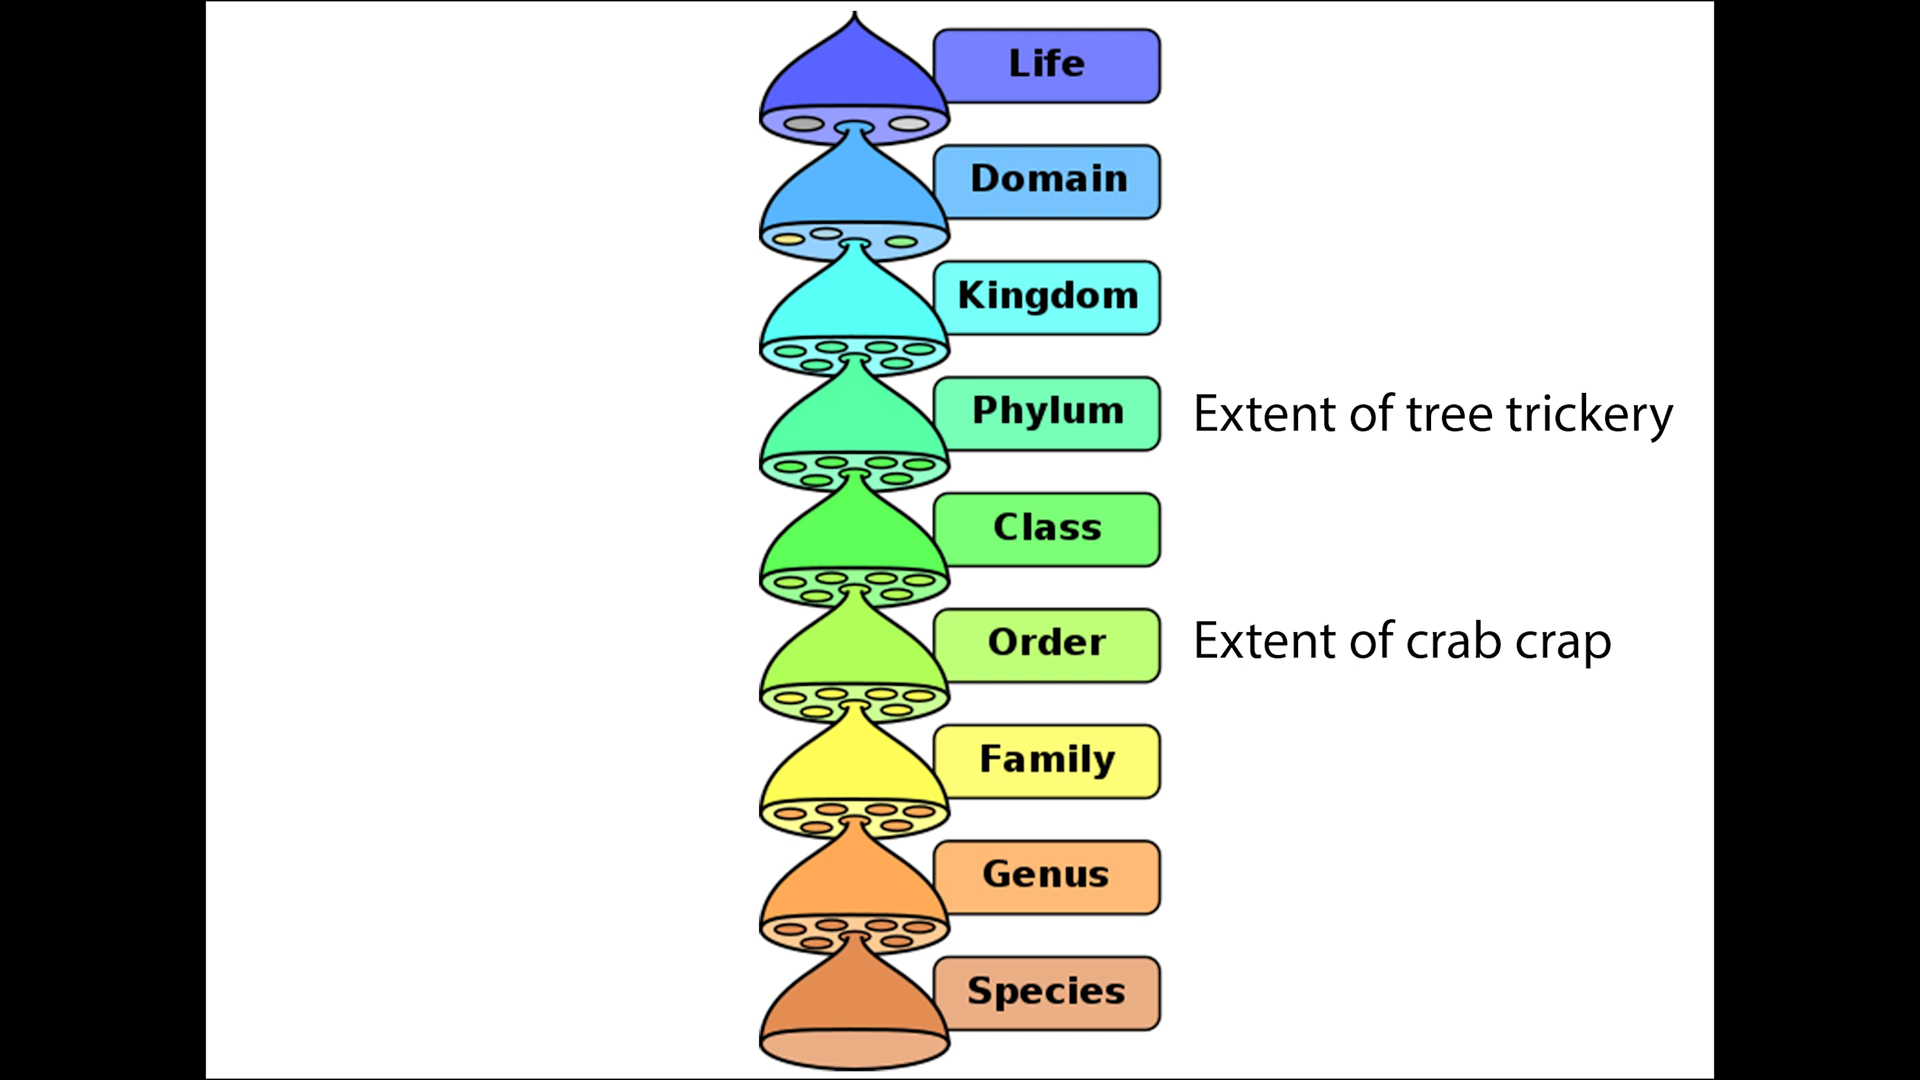 Life
Domain
Kingdom
Phylum
Extent of tree trickery
Class
Order
Extent of crab crap
Family
Genus
Species